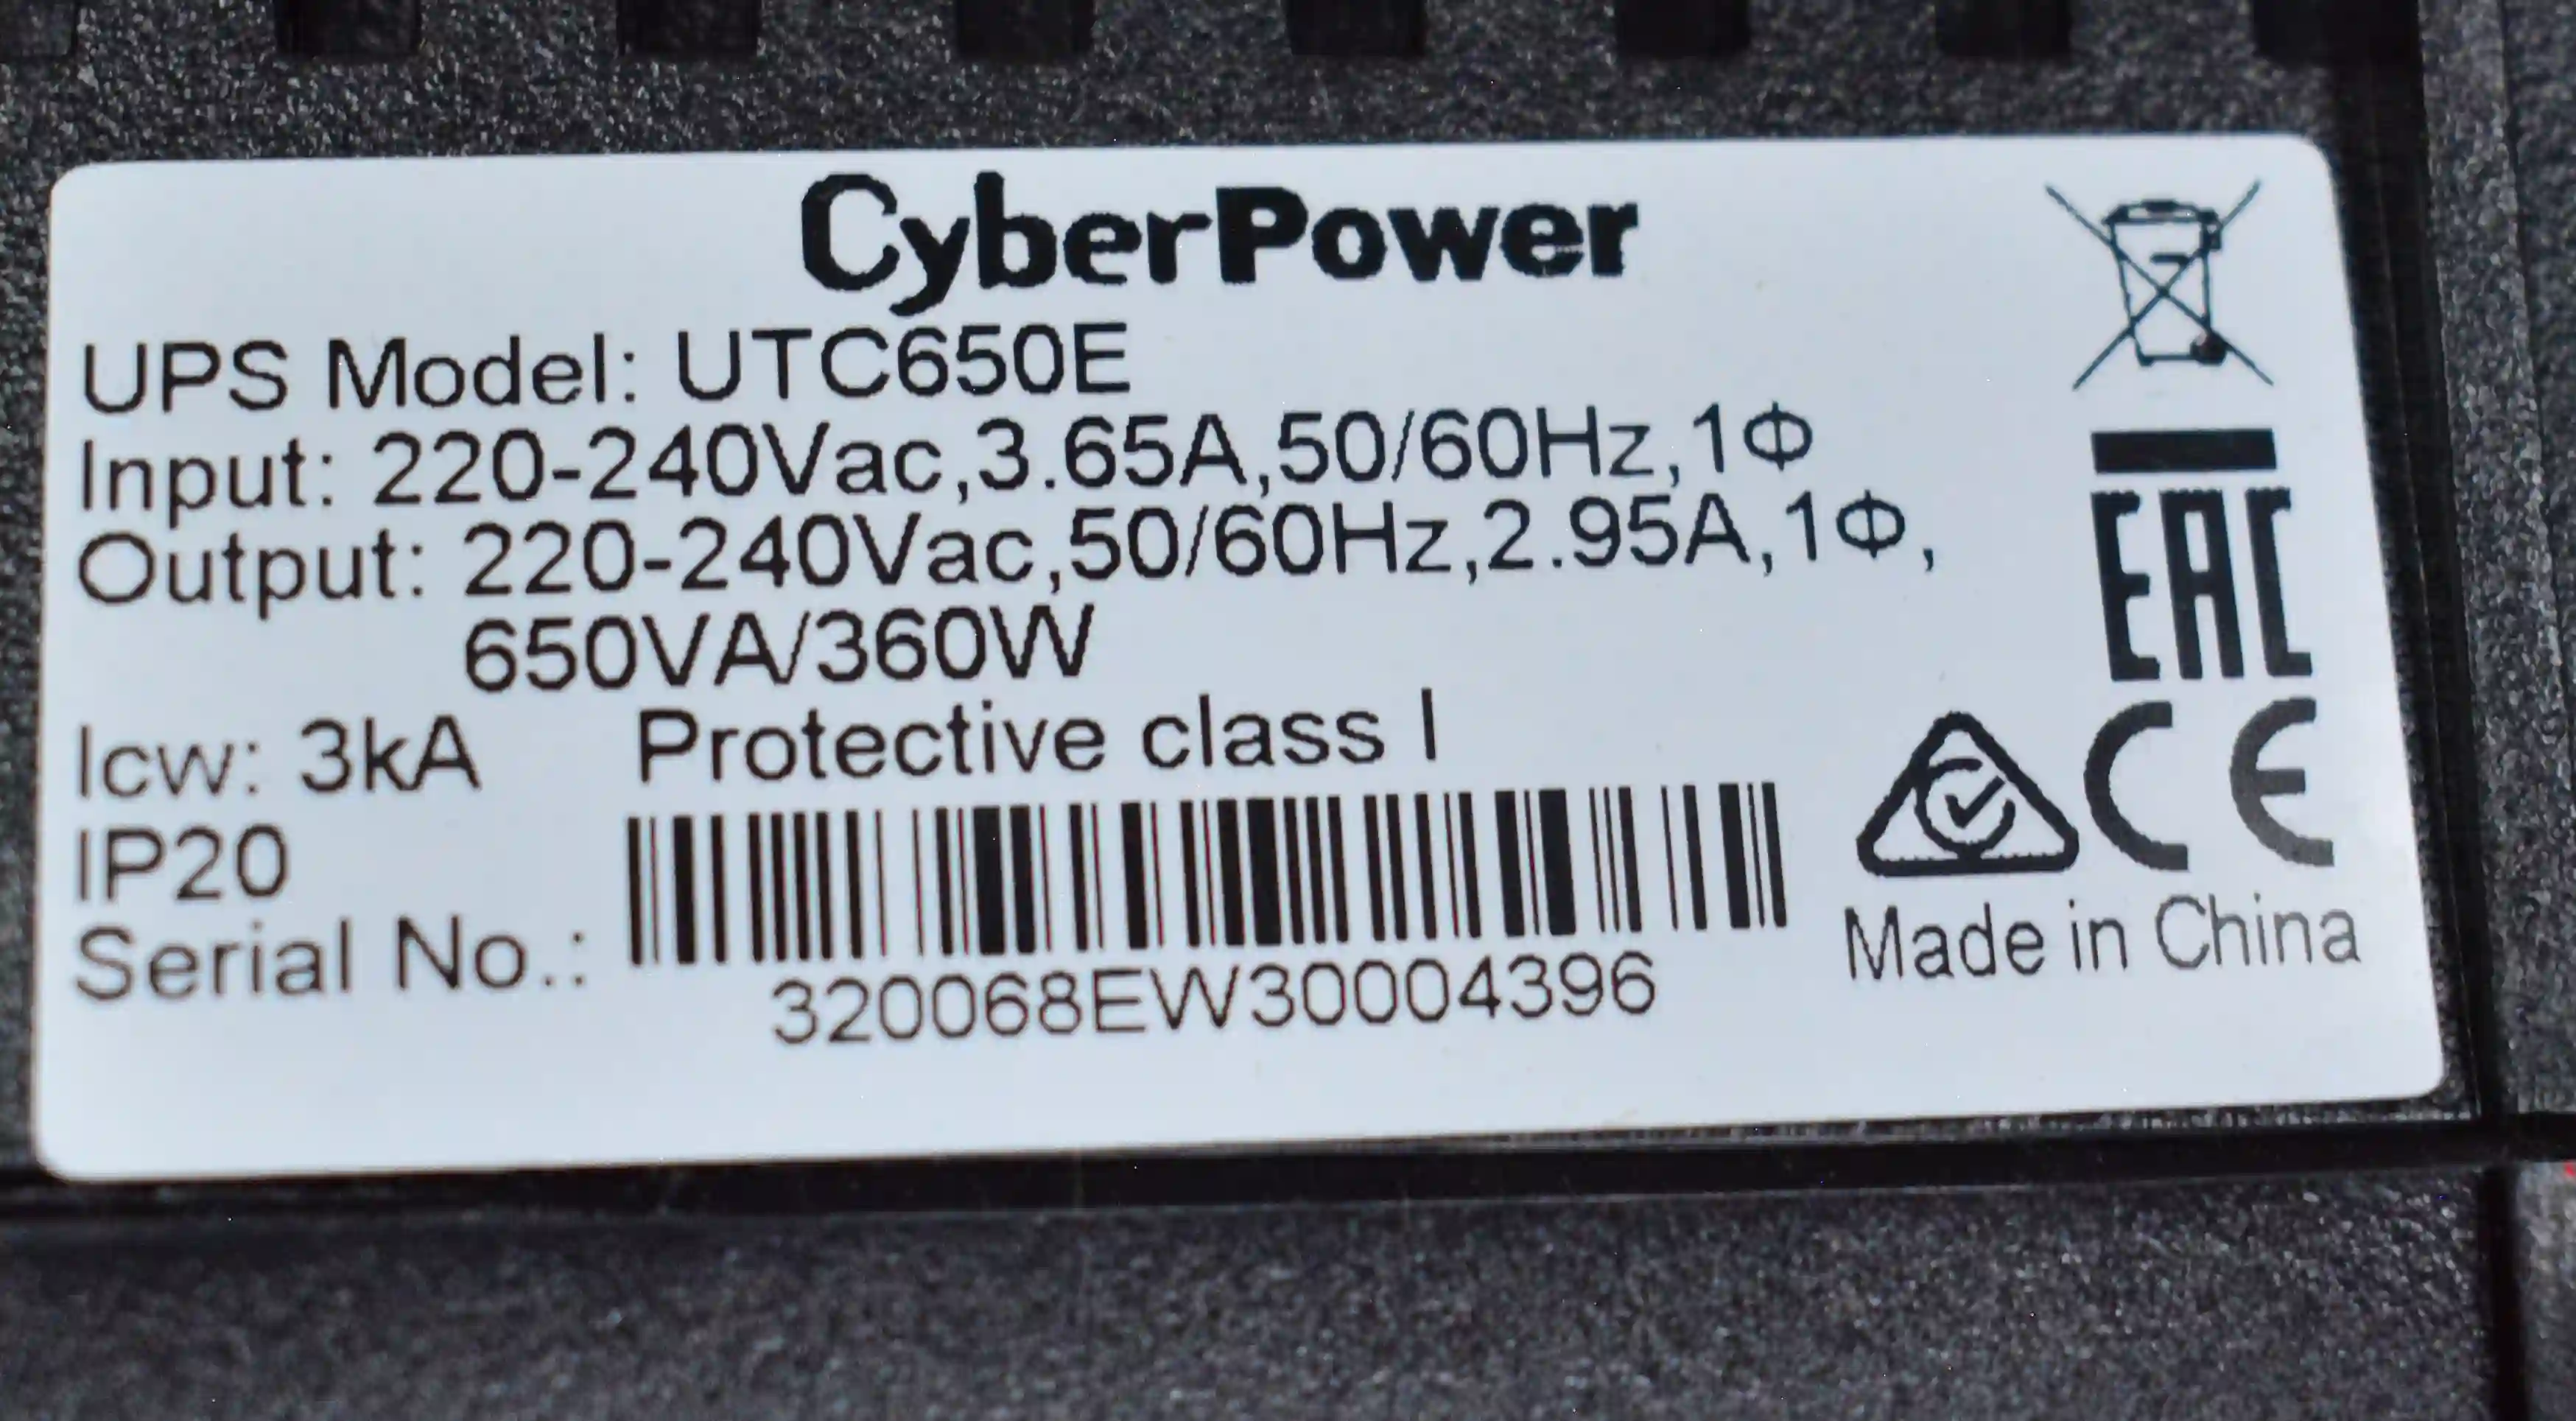 CyberPower
UPS Model: UTC650E
Input: 220-240Vac,3.65A,50/60Hz,1Φ
Output: 220-240Vac,50/60Hz,2.95A,1Φ,
650VA/360W
Icw: 3kA Protective class I
IP20
Serial No.:
320068EW30004396
EAC
CE
Made in China